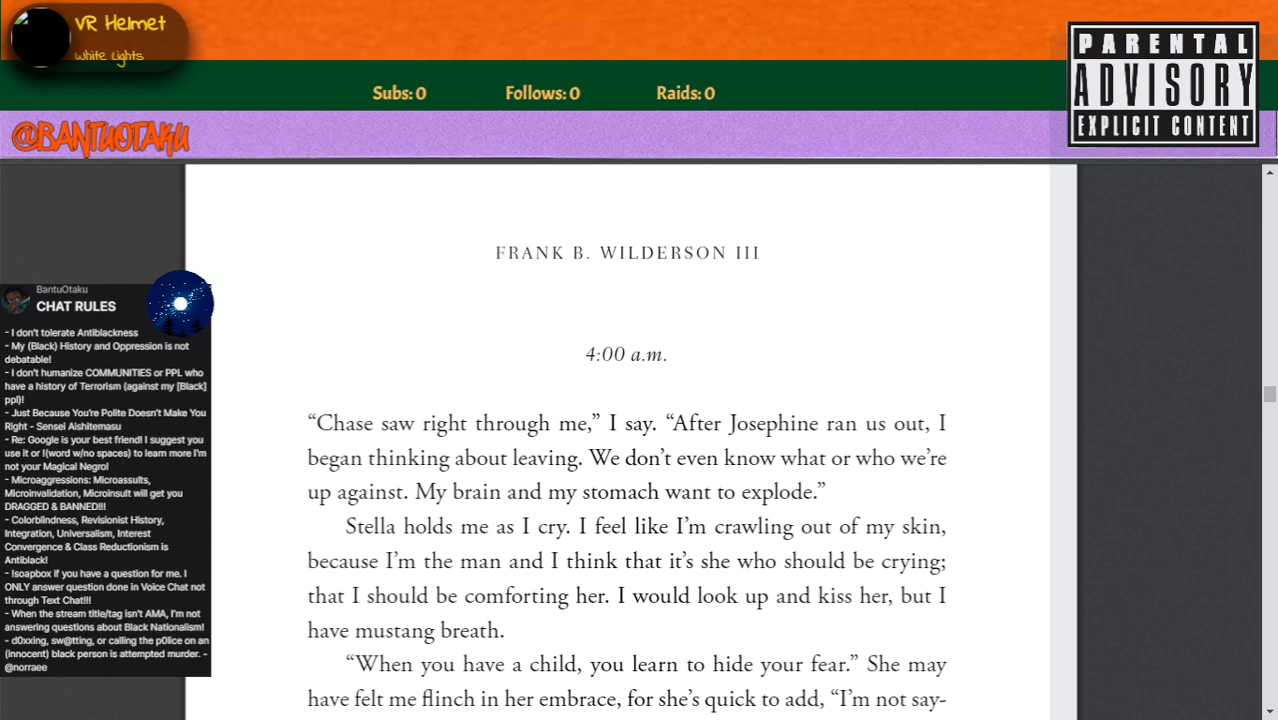 VR Helmet
White Lights
Subs: 0
Follows: 0
Raids: 0
PARENTAL
ADVISORY
EXPLICIT CONTENT
@BANTUOTAKU
BantuOtaku
CHAT RULES
- I don't tolerate Antiblackness
- My (Black) History and Oppression is not
debatable!
- I don't humanize COMMUNITIES or PPL who
have a history of Terrorism (against my [Black]
ppl)!
- Just Because You're Polite Doesn't Make You
Right - Sensei Aishitemasu
- Re: Google is your best friend! I suggest you
use it or !(word w/no spaces) to learn more I'm
not your Magical Negro!
- Microaggressions: Microassults,
Microinvalidation, Microinsult will get you
DRAGGED & BANNED!!!
- Colorblindness, Revisionist History,
Integration, Universalism, Interest
Convergence & Class Reductionism is
Antiblack!
- !soapbox if you have a question for me. I
ONLY answer question done in Voice Chat not
through Text Chat!!!
- When the stream title/tag isn't AMA, I'm not
answering questions about Black Nationalism!
- d0xxing, sw@tting, or calling the p0lice on an
(innocent) black person is attempted murder. -
@norraee
FRANK B. WILDERSON III
4:00 a.m.
“Chase saw right through me,” I say. “After Josephine ran us out, I
began thinking about leaving. We don’t even know what or who we’re
up against. My brain and my stomach want to explode.”
Stella holds me as I cry. I feel like I’m crawling out of my skin,
because I’m the man and I think that it’s she who should be crying;
that I should be comforting her. I would look up and kiss her, but I
have mustang breath.
“When you have a child, you learn to hide your fear.” She may
have felt me flinch in her embrace, for she’s quick to add, “I’m not say-